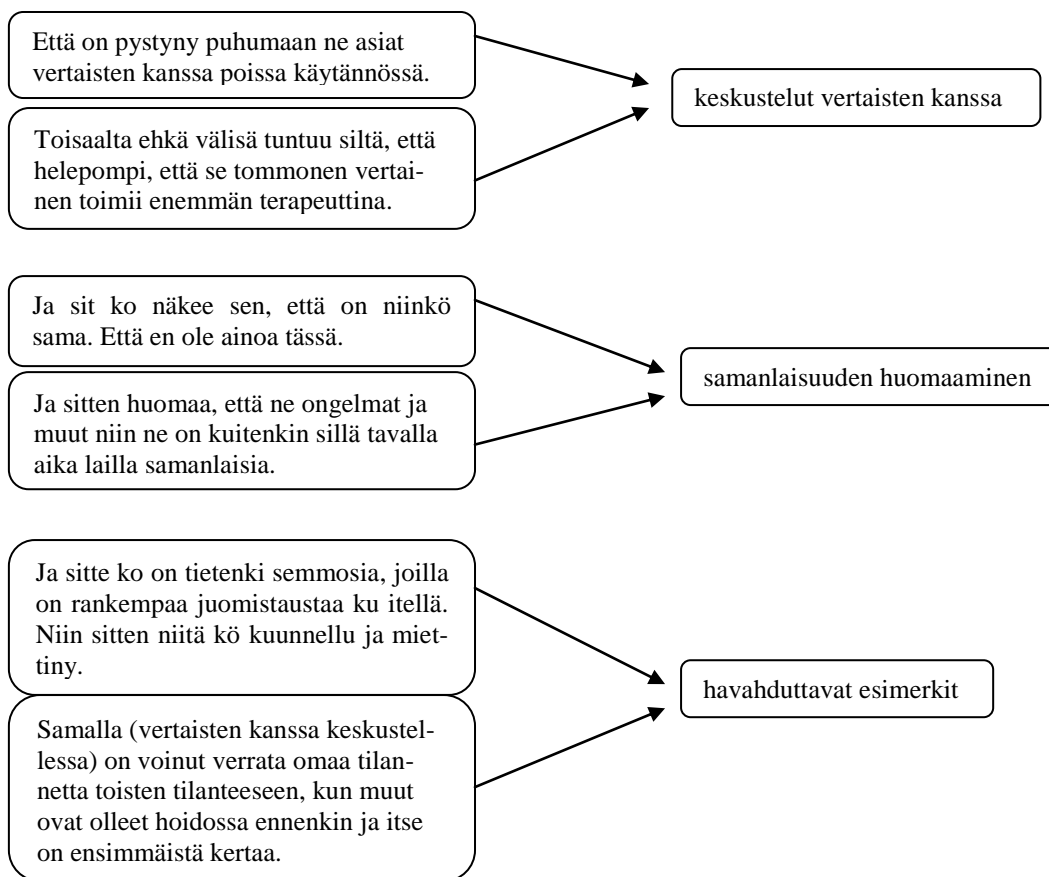 Että on pystyny puhumaan ne asiat
vertaisten kanssa poissa käytännössä.
keskustelut vertaisten kanssa
Toisaalta ehkä välisä tuntuu siltä, että
helepompi, että se tommonen vertai-
nen toimii enemmän terapeuttina.
Ja sit ko näkee sen, että on niinkö
sama. Että en ole ainoa tässä.
samanlaisuuden huomaaminen
Ja sitten huomaa, että ne ongelmat ja
muut niin ne on kuitenkin sillä tavalla
aika lailla samanlaisia.
Ja sitte ko on tietenki semmosia, joilla
on rankempaa juomistaustaa ku itellä.
Niin sitten niitä kö kuunnellu ja miet-
tiny.
havahduttavat esimerkit
Samalla (vertaisten kanssa keskustel-
lessa) on voinut verrata omaa tilan-
netta toisten tilanteeseen, kun muut
ovat olleet hoidossa ennenkin ja itse
on ensimmäistä kertaa.